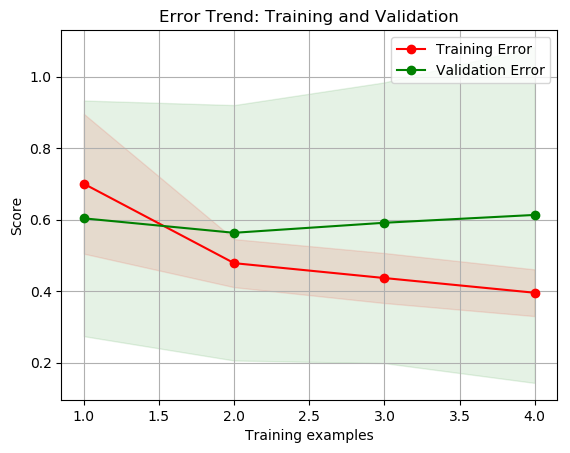 Error Trend: Training and Validation
Training Error
Validation Error
Score
1.0
0.8
0.6
0.4
0.2
1.0 1.5 2.0 2.5 3.0 3.5 4.0
Training examples